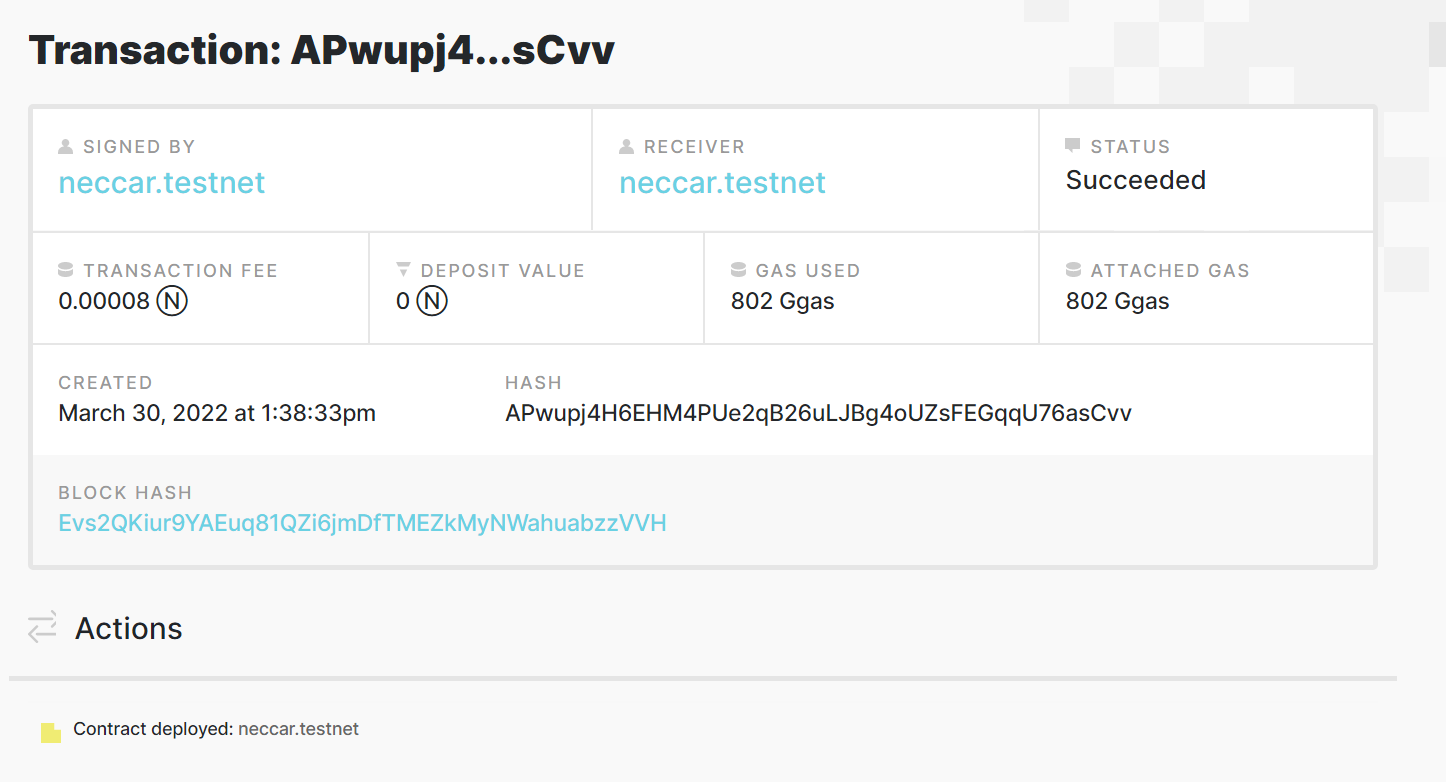 Transaction: APwupj4...sCvv
SIGNED BY
neccar.testnet
RECEIVER
neccar.testnet
STATUS
Succeeded
TRANSACTION FEE
0.00008 Ⓝ
DEPOSIT VALUE
0 Ⓝ
GAS USED
802 Ggas
ATTACHED GAS
802 Ggas
CREATED
March 30, 2022 at 1:38:33pm
HASH
APwupj4H6EHM4PUe2qB26uLJBg4oUZsFEGqqU76asCvv
BLOCK HASH
Evs2QKiur9YAEuq81QZi6jmDfTMEZkMyNWahuabzzVVH
Actions
Contract deployed: neccar.testnet